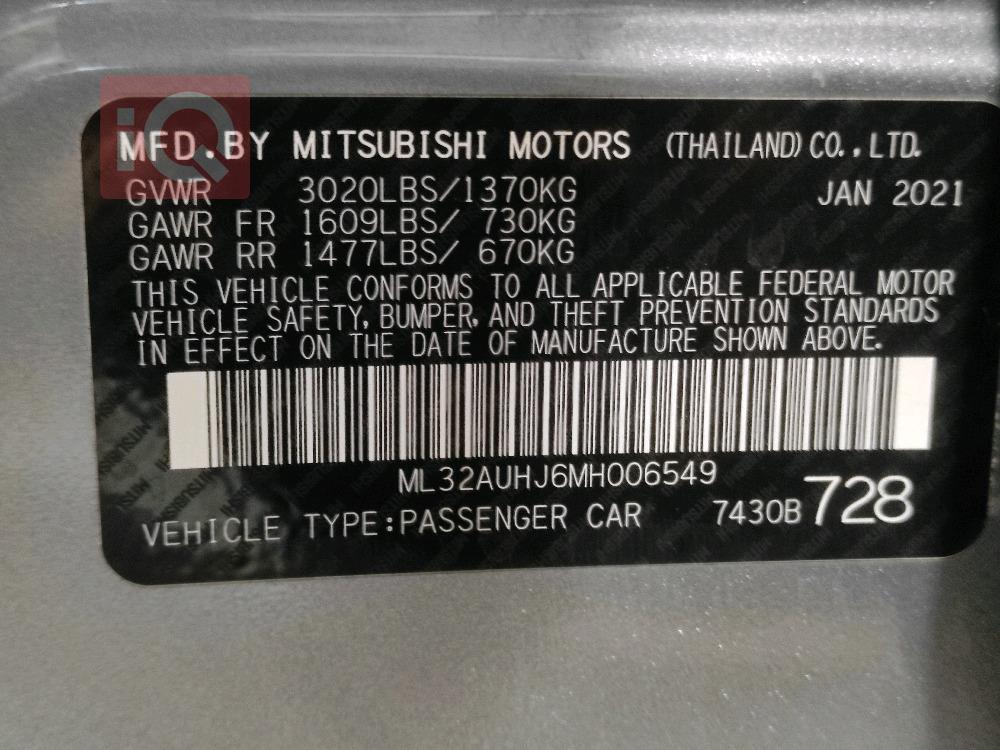 iQ
MFD.BY MITSUBISHI MOTORS (THAILAND) CO.,LTD.
GVWR 3020LBS/1370KG JAN 2021
GAWR FR 1609LBS/ 730KG
GAWR RR 1477LBS/ 670KG
THIS VEHICLE CONFORMS TO ALL APPLICABLE FEDERAL MOTOR
VEHICLE SAFETY, BUMPER, AND THEFT PREVENTION STANDARDS
IN EFFECT ON THE DATE OF MANUFACTURE SHOWN ABOVE.
ML32AUHJ6MH006549
VEHICLE TYPE:PASSENGER CAR 7430B 728